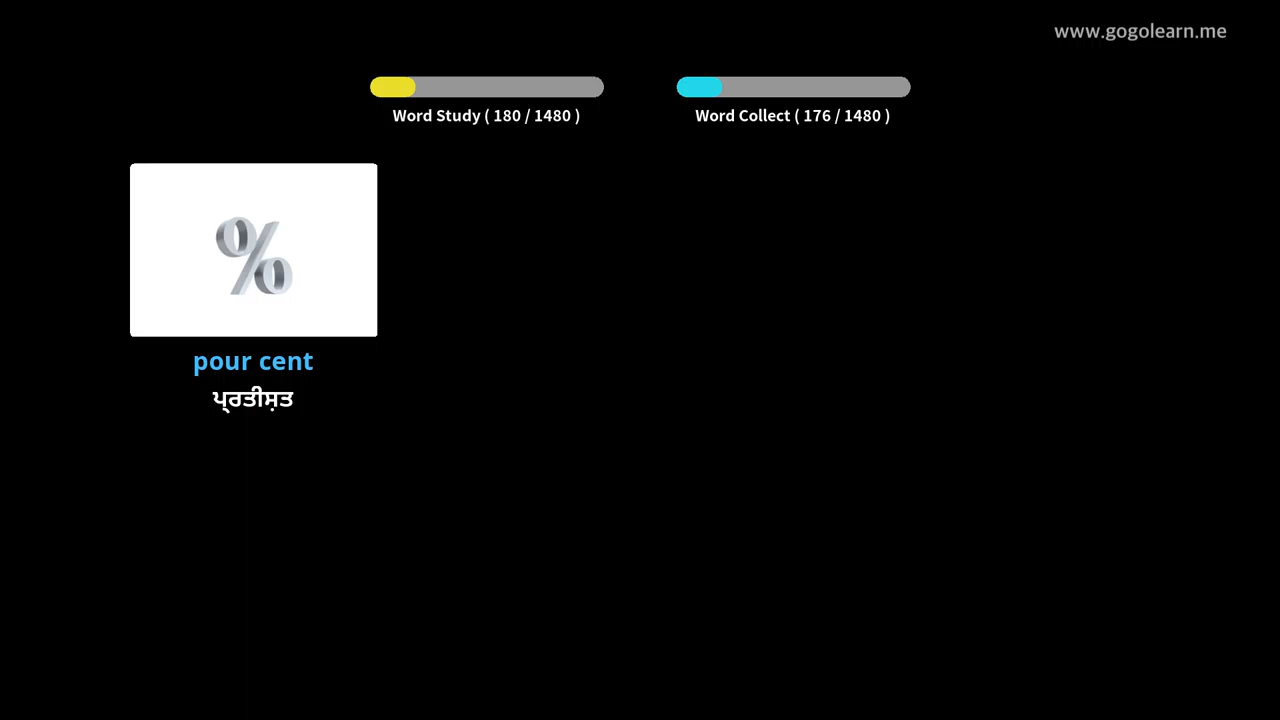 www.gogolearn.me
Word Study ( 180 / 1480 )
Word Collect ( 176 / 1480 )
%
pour cent
ਪ੍ਰਤੀਸ਼ਤ